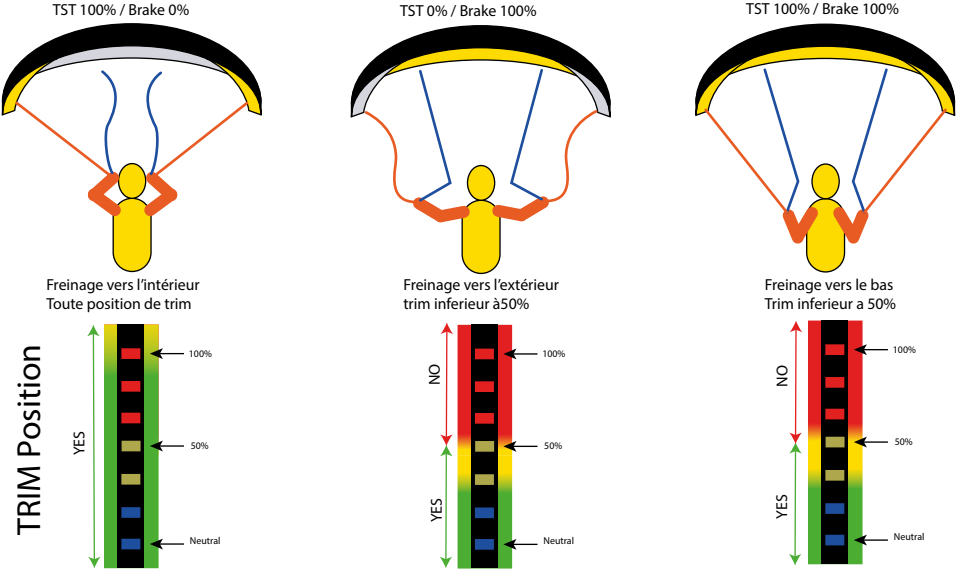 TST 100% / Brake 0%
TST 0% / Brake 100%
TST 100% / Brake 100%
Freinage vers l'intérieur
Toute position de trim
Freinage vers l'extérieur
trim inferieur à50%
Freinage vers le bas
Trim inferieur a 50%
TRIM Position
YES
100%
50%
Neutral
NO
YES
100%
50%
Neutral
NO
YES
100%
50%
Neutral